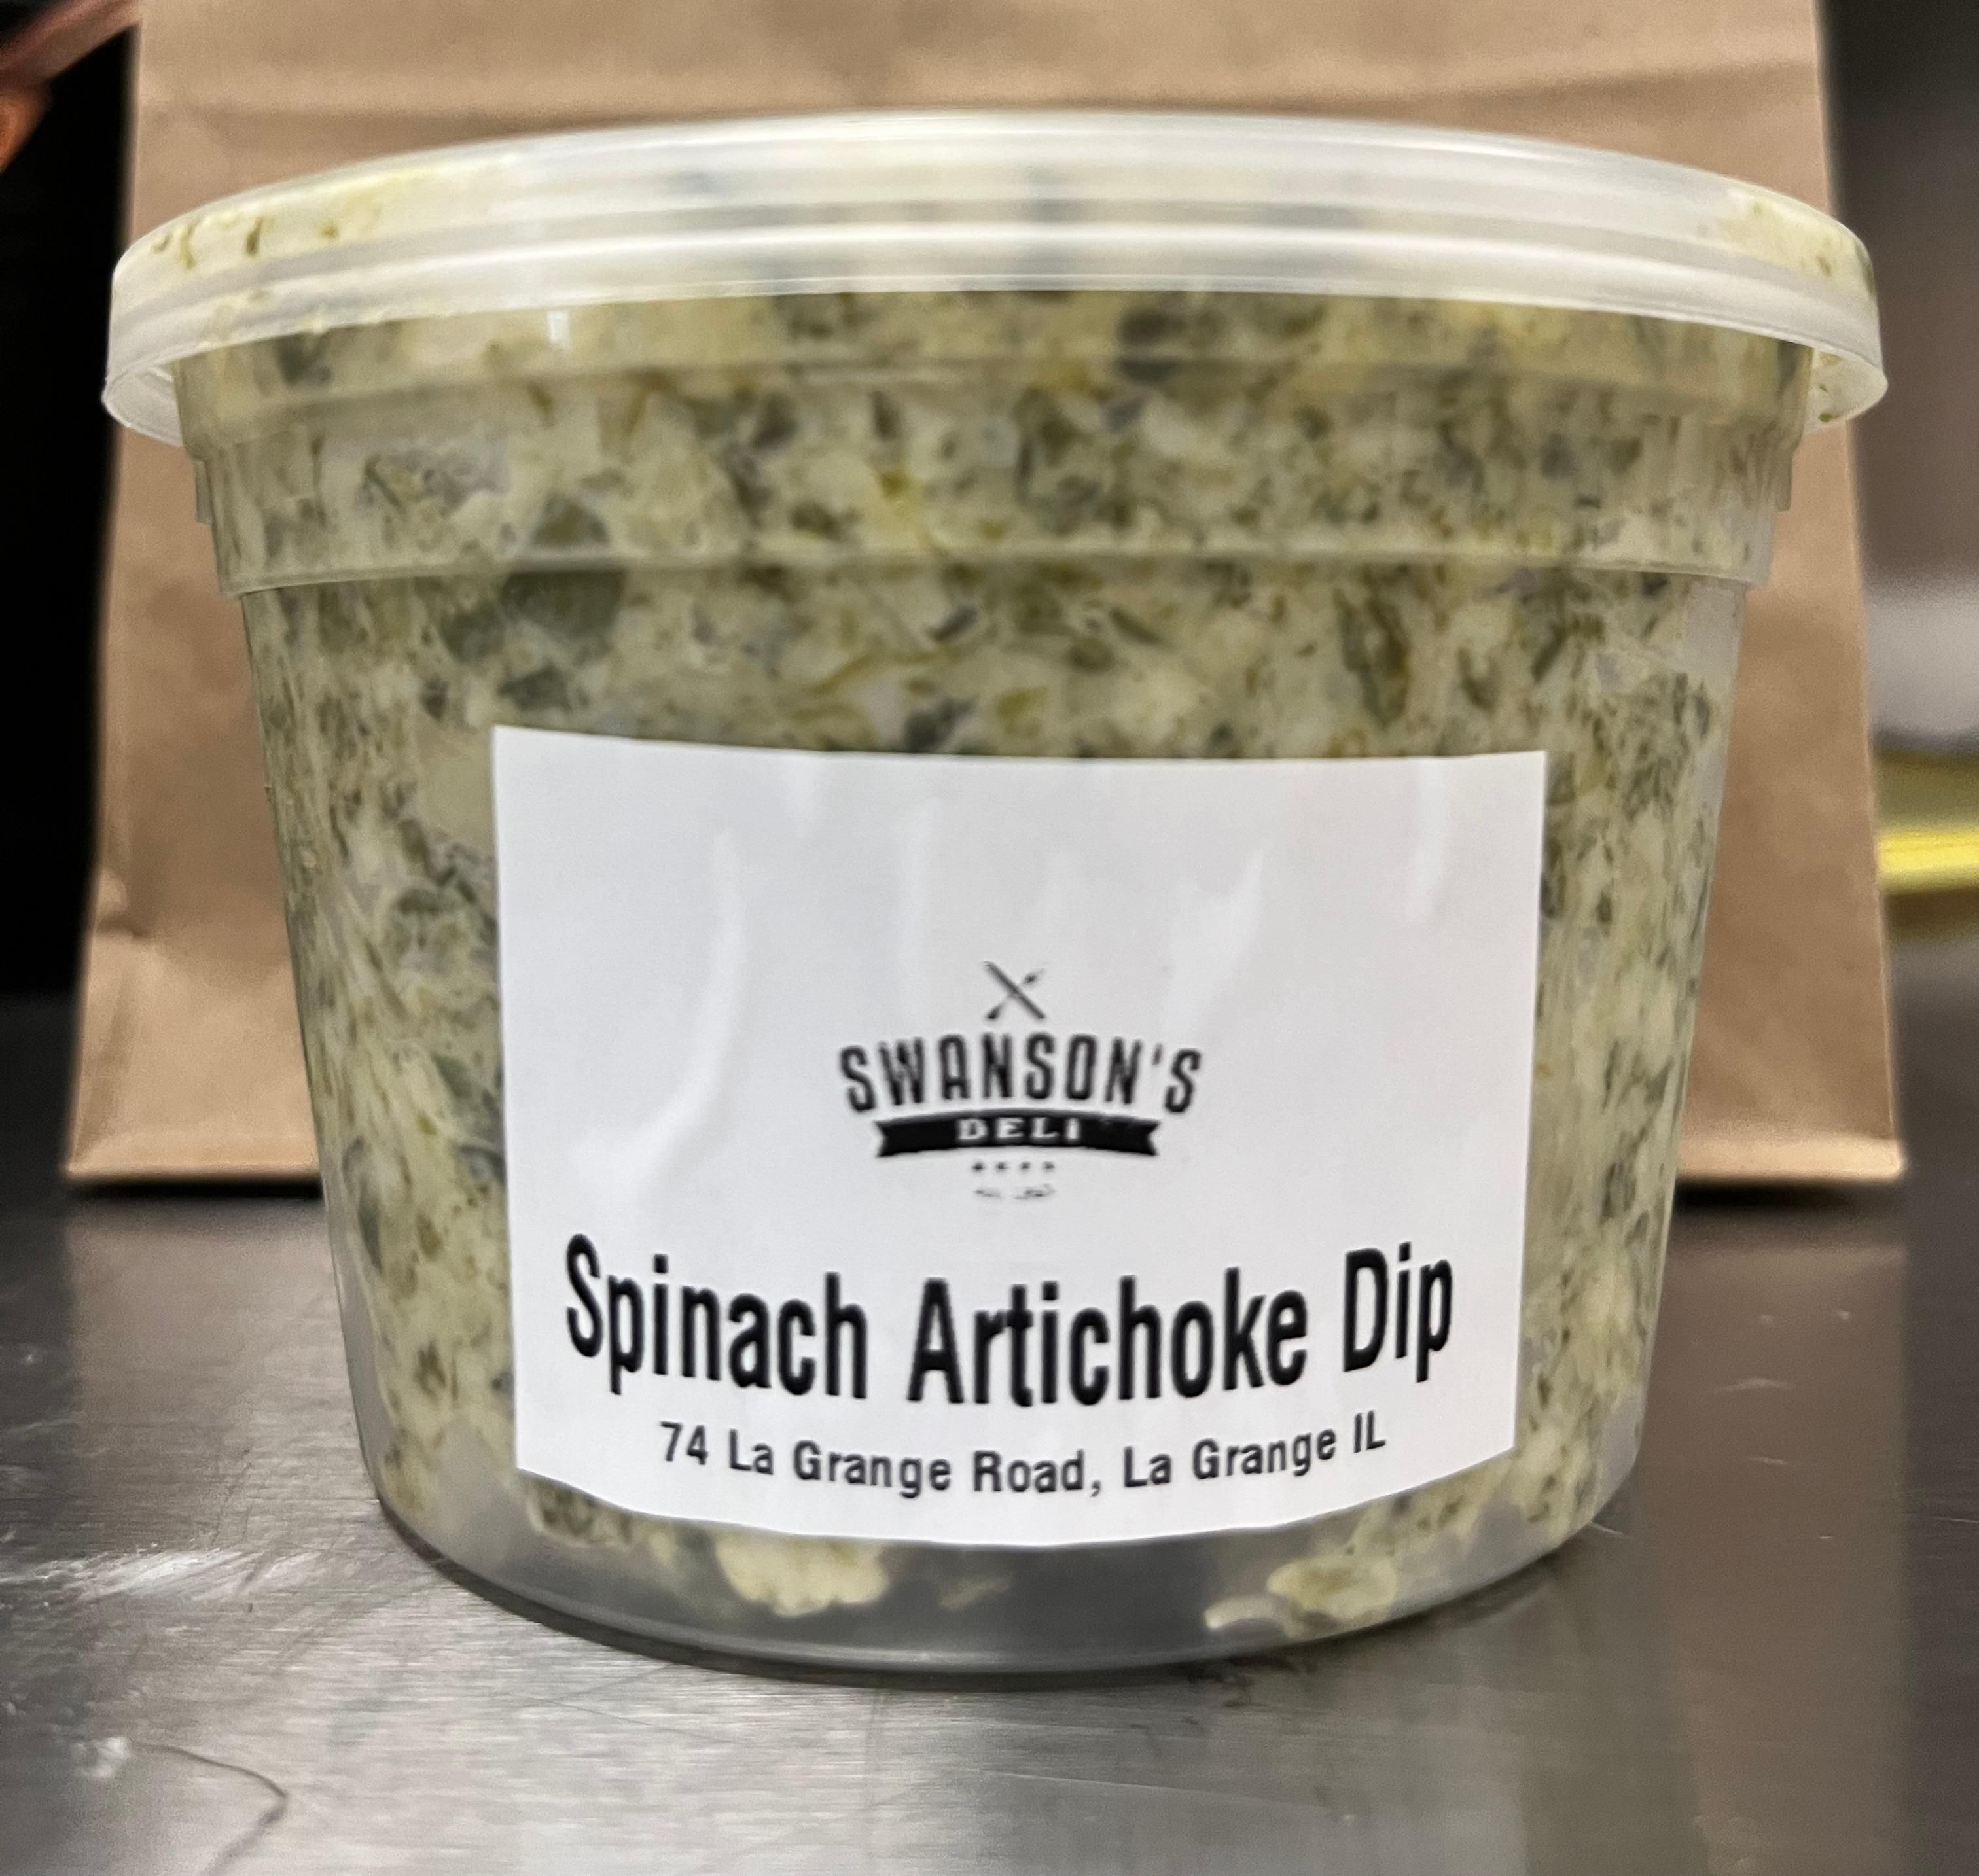 SWANSON'S
DELI
Spinach Artichoke Dip
74 La Grange Road, La Grange IL